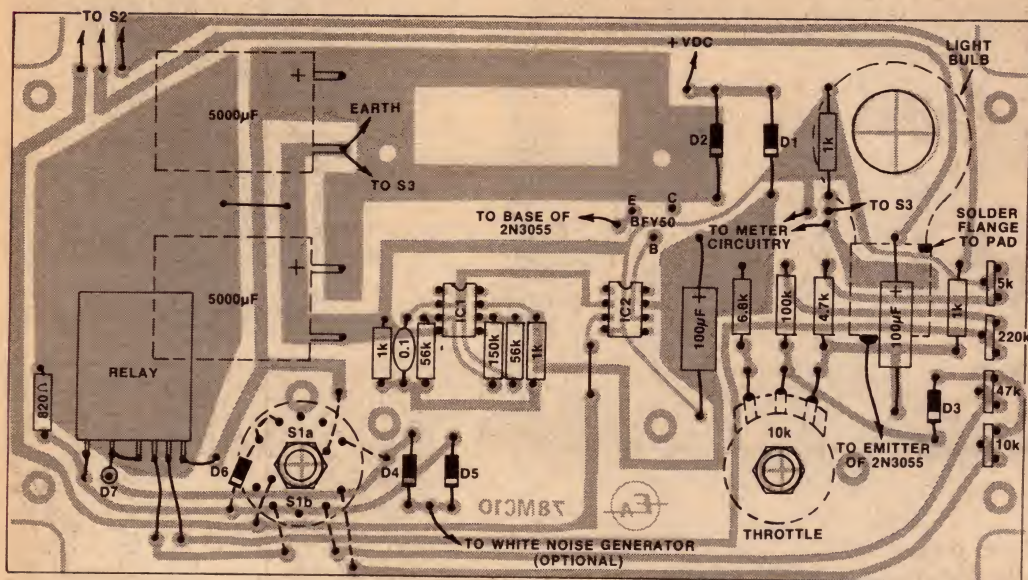 TO S2
+VDC
LIGHT
BULB
+
5000µF
EARTH
TO S3
D2
D1
1k
TO BASE OF
2N3055
E
C
BFY50
B
TO METER
CIRCUITRY
TO S3
SOLDER
FLANGE
TO PAD
+
5000µF
RELAY
820Ω
1k
0.1
56k
IC1
150k
56k
1k
IC2
+
100µF
6.8k
100k
4.7k
+
100µF
1k
5k
220k
47k
10k
D3
D7
D6
S1a
S1b
D4
D5
10k
TO EMITTER
OF 2N3055
78MC10
EA
THROTTLE
TO WHITE NOISE GENERATOR
(OPTIONAL)